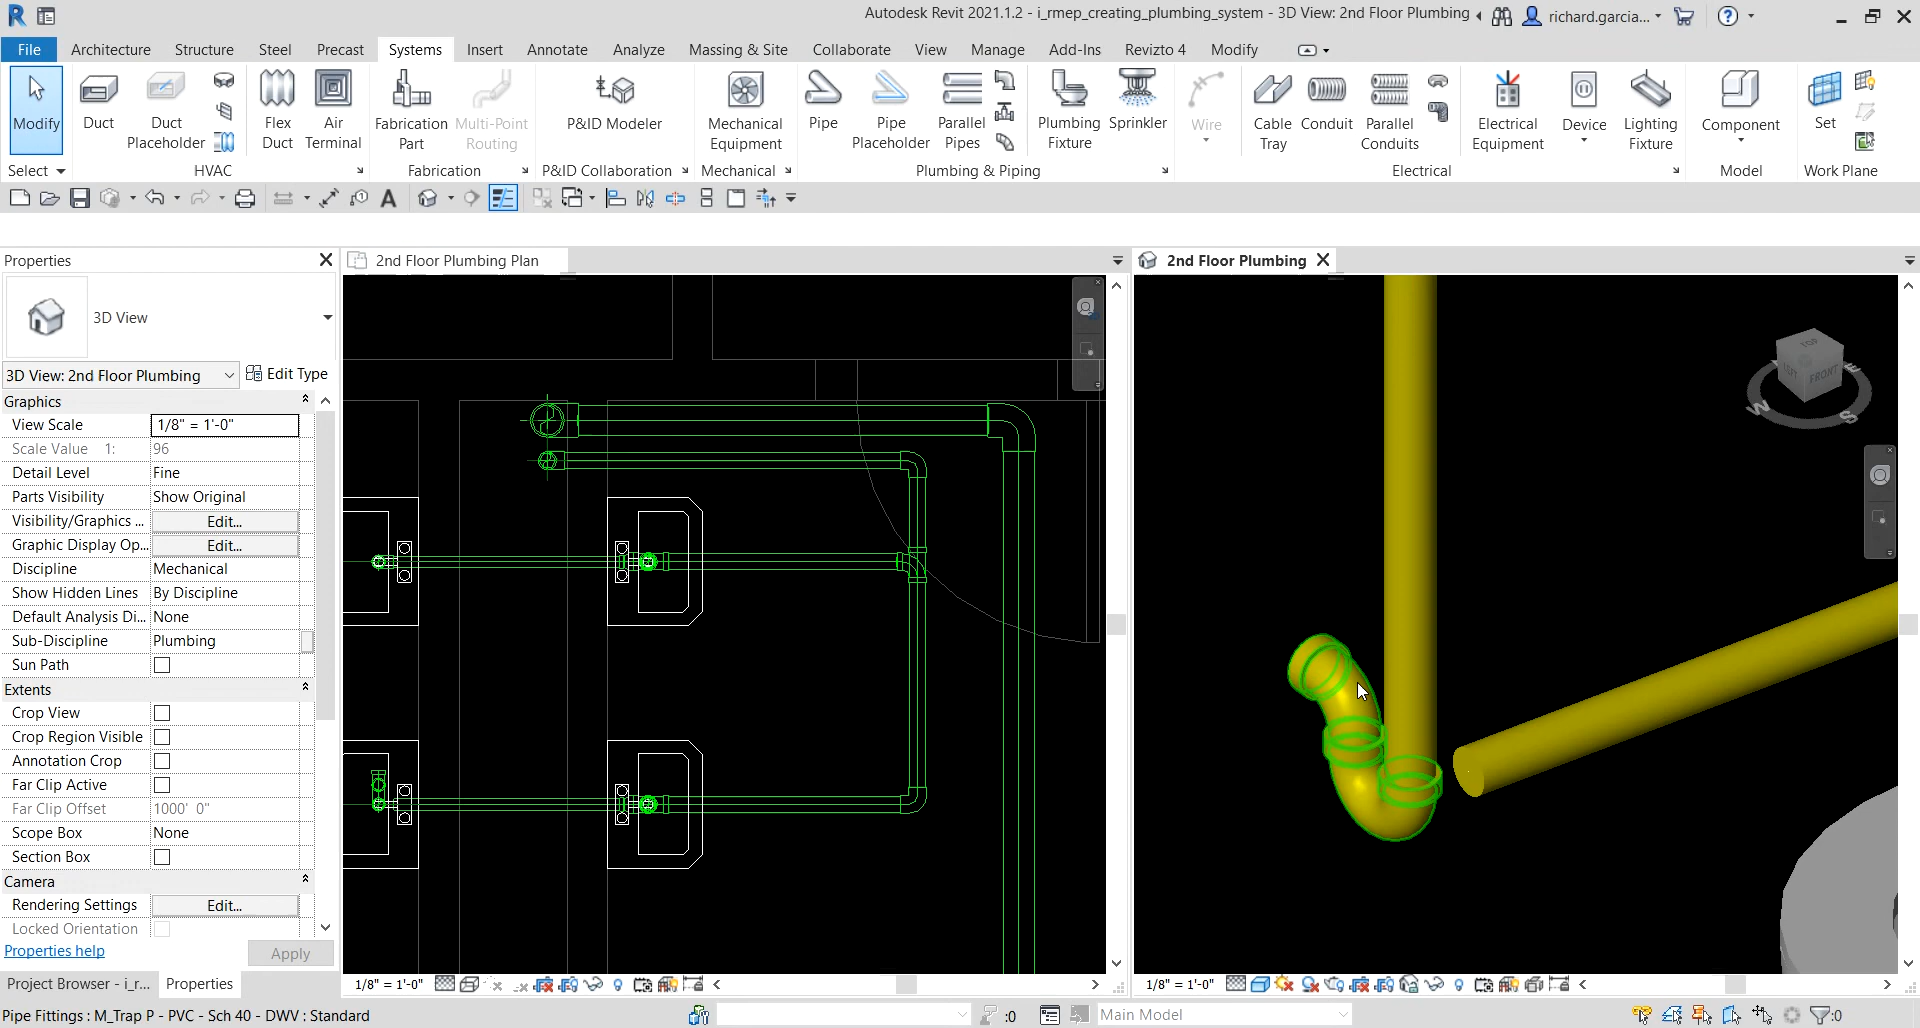 Autodesk Revit 2021.1.2 - i_rmep_creating_plumbing_system - 3D View: 2nd Floor Plumbing
richard.garcia...
File Architecture Structure Steel Precast Systems Insert Annotate Analyze Massing & Site Collaborate View Manage Add-Ins Revizto 4 Modify
Modify
Duct
Duct Placeholder
Flex Duct
Air Terminal
Fabrication Part
Multi-Point Routing
P&ID Modeler
Mechanical Equipment
Pipe
Pipe Placeholder
Parallel Pipes
Plumbing Fixture
Sprinkler
Wire
Cable Tray
Conduit
Parallel Conduits
Electrical Equipment
Device
Lighting Fixture
Component
Set
Select HVAC Fabrication P&ID Collaboration Mechanical Plumbing & Piping Electrical Model Work Plane
Properties
2nd Floor Plumbing Plan
2nd Floor Plumbing
3D View
3D View: 2nd Floor Plumbing
Edit Type
Graphics
View Scale 1/8" = 1'-0"
Scale Value 1: 96
Detail Level Fine
Parts Visibility Show Original
Visibility/Graphics ... Edit...
Graphic Display Op... Edit...
Discipline Mechanical
Show Hidden Lines By Discipline
Default Analysis Di... None
Sub-Discipline Plumbing
Sun Path
Extents
Crop View
Crop Region Visible
Annotation Crop
Far Clip Active
Far Clip Offset 1000' 0"
Scope Box None
Section Box
Camera
Rendering Settings Edit...
Locked Orientation
Properties help
Apply
Project Browser - i_r...
Properties
TOP
LEFT
FRONT
W
S
E
1/8" = 1'-0"
1/8" = 1'-0"
Pipe Fittings : M_Trap P - PVC - Sch 40 - DWV : Standard
:0
Main Model
:0